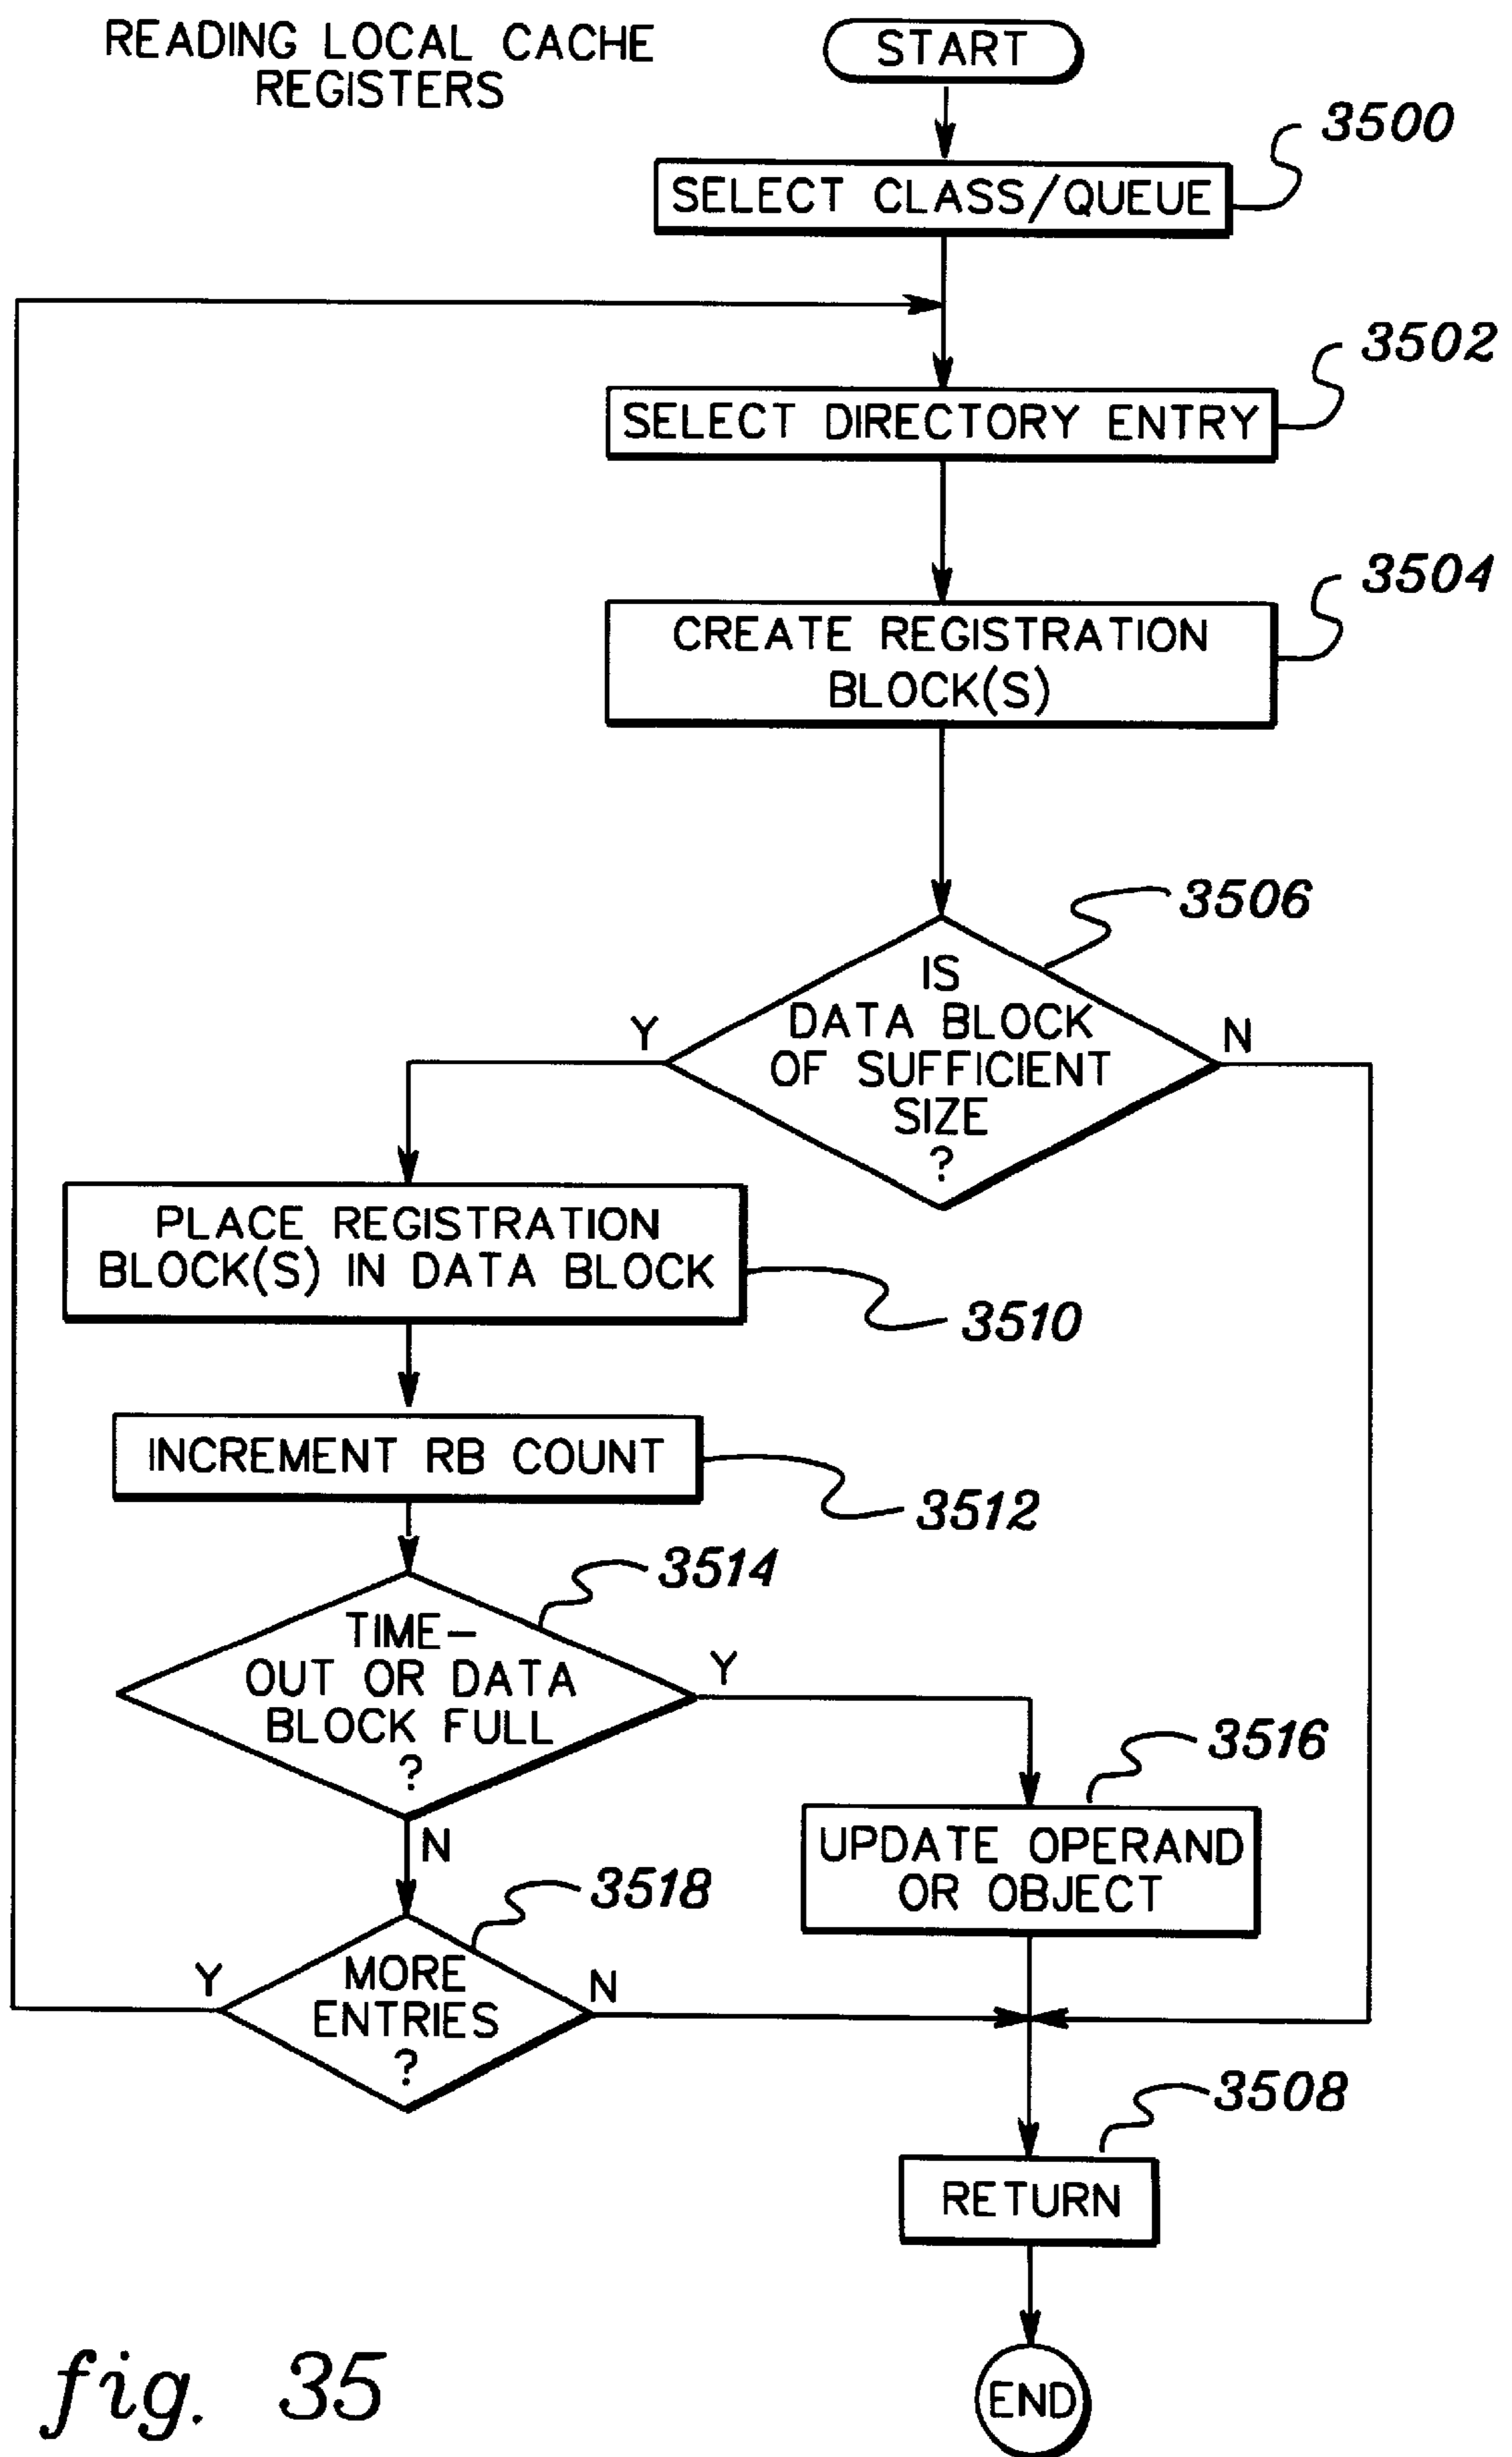 READING LOCAL CACHE
REGISTERS
START
3500
SELECT CLASS/QUEUE
3502
SELECT DIRECTORY ENTRY
3504
CREATE REGISTRATION
BLOCK(S)
3506
IS
DATA BLOCK
OF SUFFICIENT
SIZE
?
Y
N
PLACE REGISTRATION
BLOCK(S) IN DATA BLOCK
3510
INCREMENT RB COUNT
3512
3514
TIME-
OUT OR DATA
BLOCK FULL
?
Y
N
3516
UPDATE OPERAND
OR OBJECT
3518
MORE
ENTRIES
?
Y
N
3508
RETURN
END
fig. 35